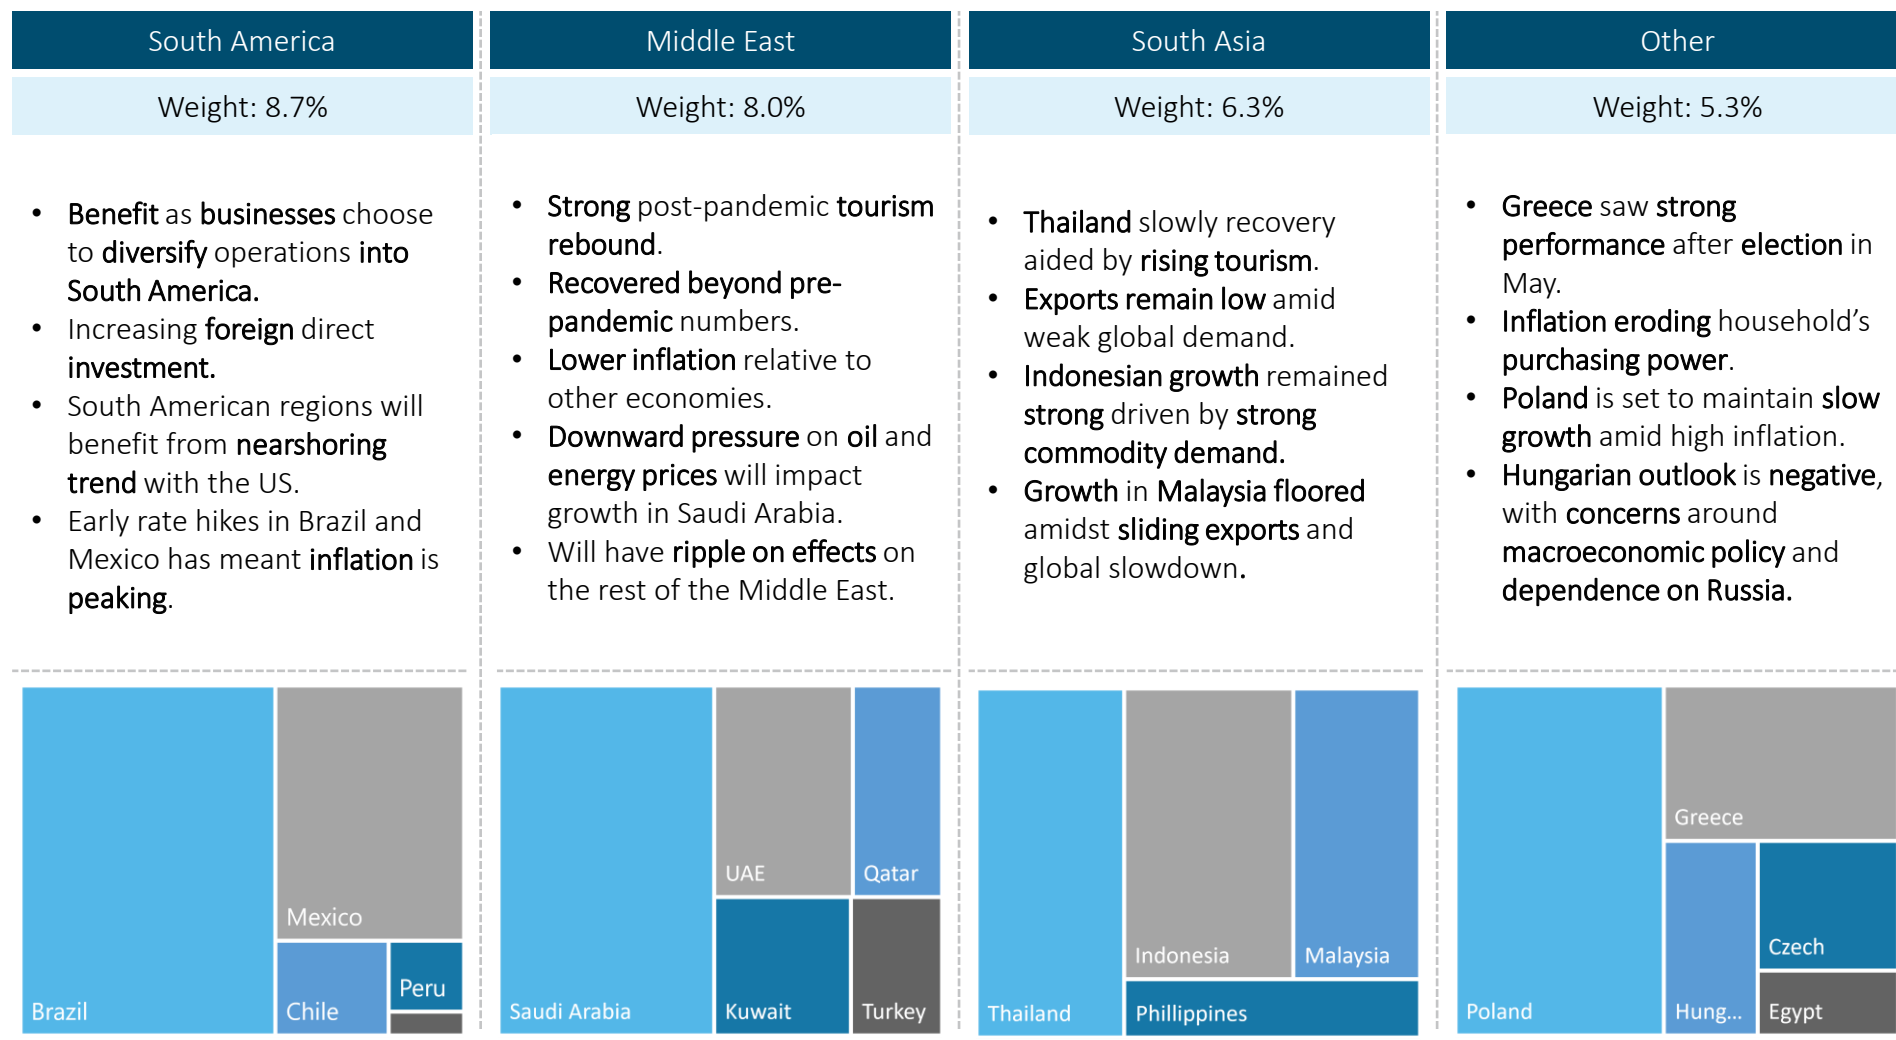 South America
Weight: 8.7%
• Benefit as businesses choose
to diversify operations into
South America.
• Increasing foreign direct
investment.
• South American regions will
benefit from nearshoring
trend with the US.
• Early rate hikes in Brazil and
Mexico has meant inflation is
peaking.
Brazil
Mexico
Chile
Peru
Middle East
Weight: 8.0%
• Strong post-pandemic tourism
rebound.
• Recovered beyond pre-
pandemic numbers.
• Lower inflation relative to
other economies.
• Downward pressure on oil and
energy prices will impact
growth in Saudi Arabia.
• Will have ripple on effects on
the rest of the Middle East.
Saudi Arabia
UAE
Qatar
Kuwait
Turkey
South Asia
Weight: 6.3%
• Thailand slowly recovery
aided by rising tourism.
• Exports remain low amid
weak global demand.
• Indonesian growth remained
strong driven by strong
commodity demand.
• Growth in Malaysia floored
amidst sliding exports and
global slowdown.
Thailand
Indonesia
Malaysia
Phillippines
Other
Weight: 5.3%
• Greece saw strong
performance after election in
May.
• Inflation eroding household’s
purchasing power.
• Poland is set to maintain slow
growth amid high inflation.
• Hungarian outlook is negative,
with concerns around
macroeconomic policy and
dependence on Russia.
Poland
Greece
Hung...
Czech
Egypt